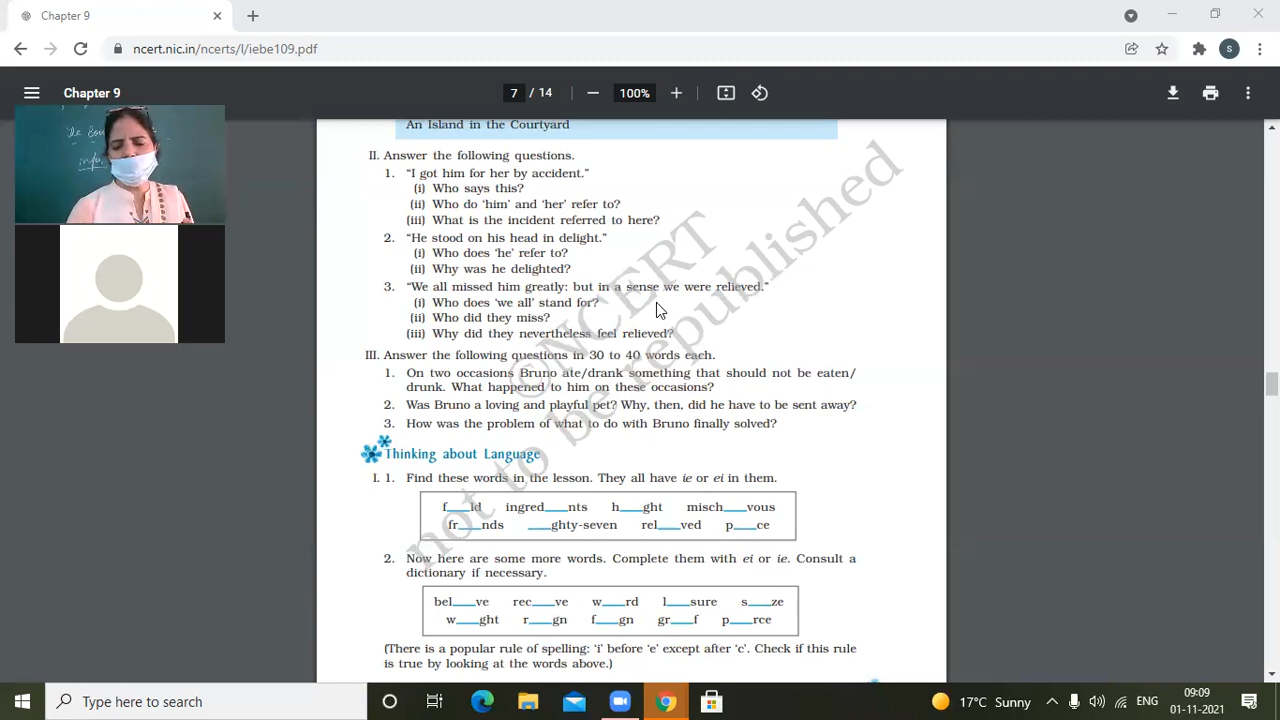 Chapter 9
ncert.nic.in/ncerts/l/iebe109.pdf
S
Chapter 9
7 / 14
100%
An Island in the Courtyard
II. Answer the following questions.
1. “I got him for her by accident.”
(i) Who says this?
(ii) Who do ‘him’ and ‘her’ refer to?
(iii) What is the incident referred to here?
2. “He stood on his head in delight.”
(i) Who does ‘he’ refer to?
(ii) Why was he delighted?
3. “We all missed him greatly: but in a sense we were relieved.”
(i) Who does ‘we all’ stand for?
(ii) Who did they miss?
(iii) Why did they nevertheless feel relieved?
III. Answer the following questions in 30 to 40 words each.
1. On two occasions Bruno ate/drank something that should not be eaten/
drunk. What happened to him on these occasions?
2. Was Bruno a loving and playful pet? Why, then, did he have to be sent away?
3. How was the problem of what to do with Bruno finally solved?
Thinking about Language
I. 1. Find these words in the lesson. They all have ie or ei in them.
f___ld ingred___nts h___ght misch___vous
fr___nds ___ghty-seven rel___ved p___ce
2. Now here are some more words. Complete them with ei or ie. Consult a
dictionary if necessary.
bel___ve rec___ve w___rd l___sure s___ze
w___ght r___gn f___gn gr___f p___rce
(There is a popular rule of spelling: ‘i’ before ‘e’ except after ‘c’. Check if this rule
is true by looking at the words above.)
©NCERT
not to be republished
Type here to search
17°C Sunny
ENG
09:09
01-11-2021